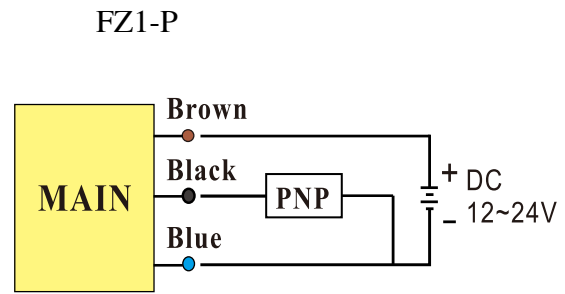 FZ1-P
Brown
Black
MAIN
PNP
Blue
+
DC
12~24V
−